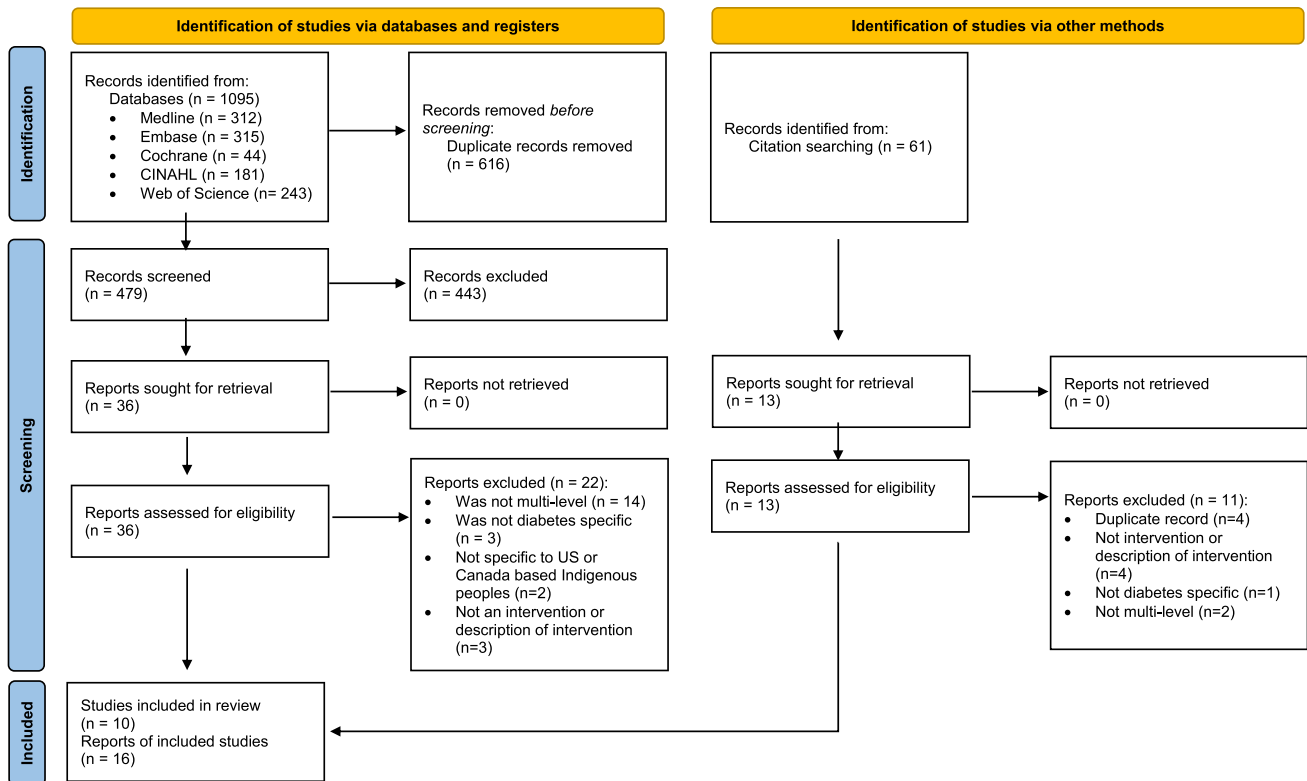 Identification of studies via databases and registers
Identification of studies via other methods
Identification
Records identified from:
Databases (n = 1095)
• Medline (n = 312)
• Embase (n = 315)
• Cochrane (n = 44)
• CINAHL (n = 181)
• Web of Science (n= 243)
Records removed before
screening:
Duplicate records removed
(n = 616)
Records identified from:
Citation searching (n = 61)
Screening
Records screened
(n = 479)
Records excluded
(n = 443)
Reports sought for retrieval
(n = 36)
Reports not retrieved
(n = 0)
Reports sought for retrieval
(n = 13)
Reports not retrieved
(n = 0)
Reports assessed for eligibility
(n = 36)
Reports excluded (n = 22):
• Was not multi-level (n = 14)
• Was not diabetes specific
(n = 3)
• Not specific to US or
Canada based Indigenous
peoples (n=2)
• Not an intervention or
description of intervention
(n=3)
Reports assessed for eligibility
(n = 13)
Reports excluded (n = 11):
• Duplicate record (n=4)
• Not intervention or
description of intervention
(n=4)
• Not diabetes specific (n=1)
• Not multi-level (n=2)
Included
Studies included in review
(n = 10)
Reports of included studies
(n = 16)